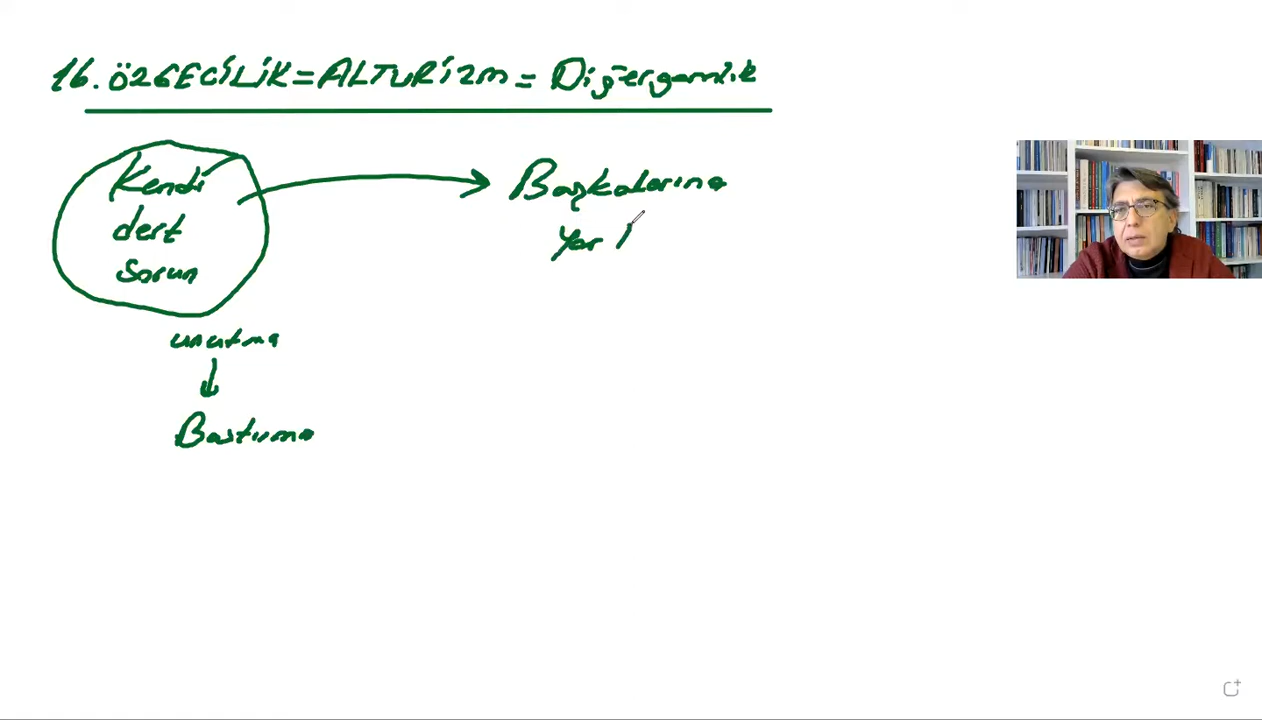 16. ÖZGECİLİK = ALTURİZM = Diğergamlık
Kendi
dert
sorun
Başkalarına
Yar
unutma
Bastırma